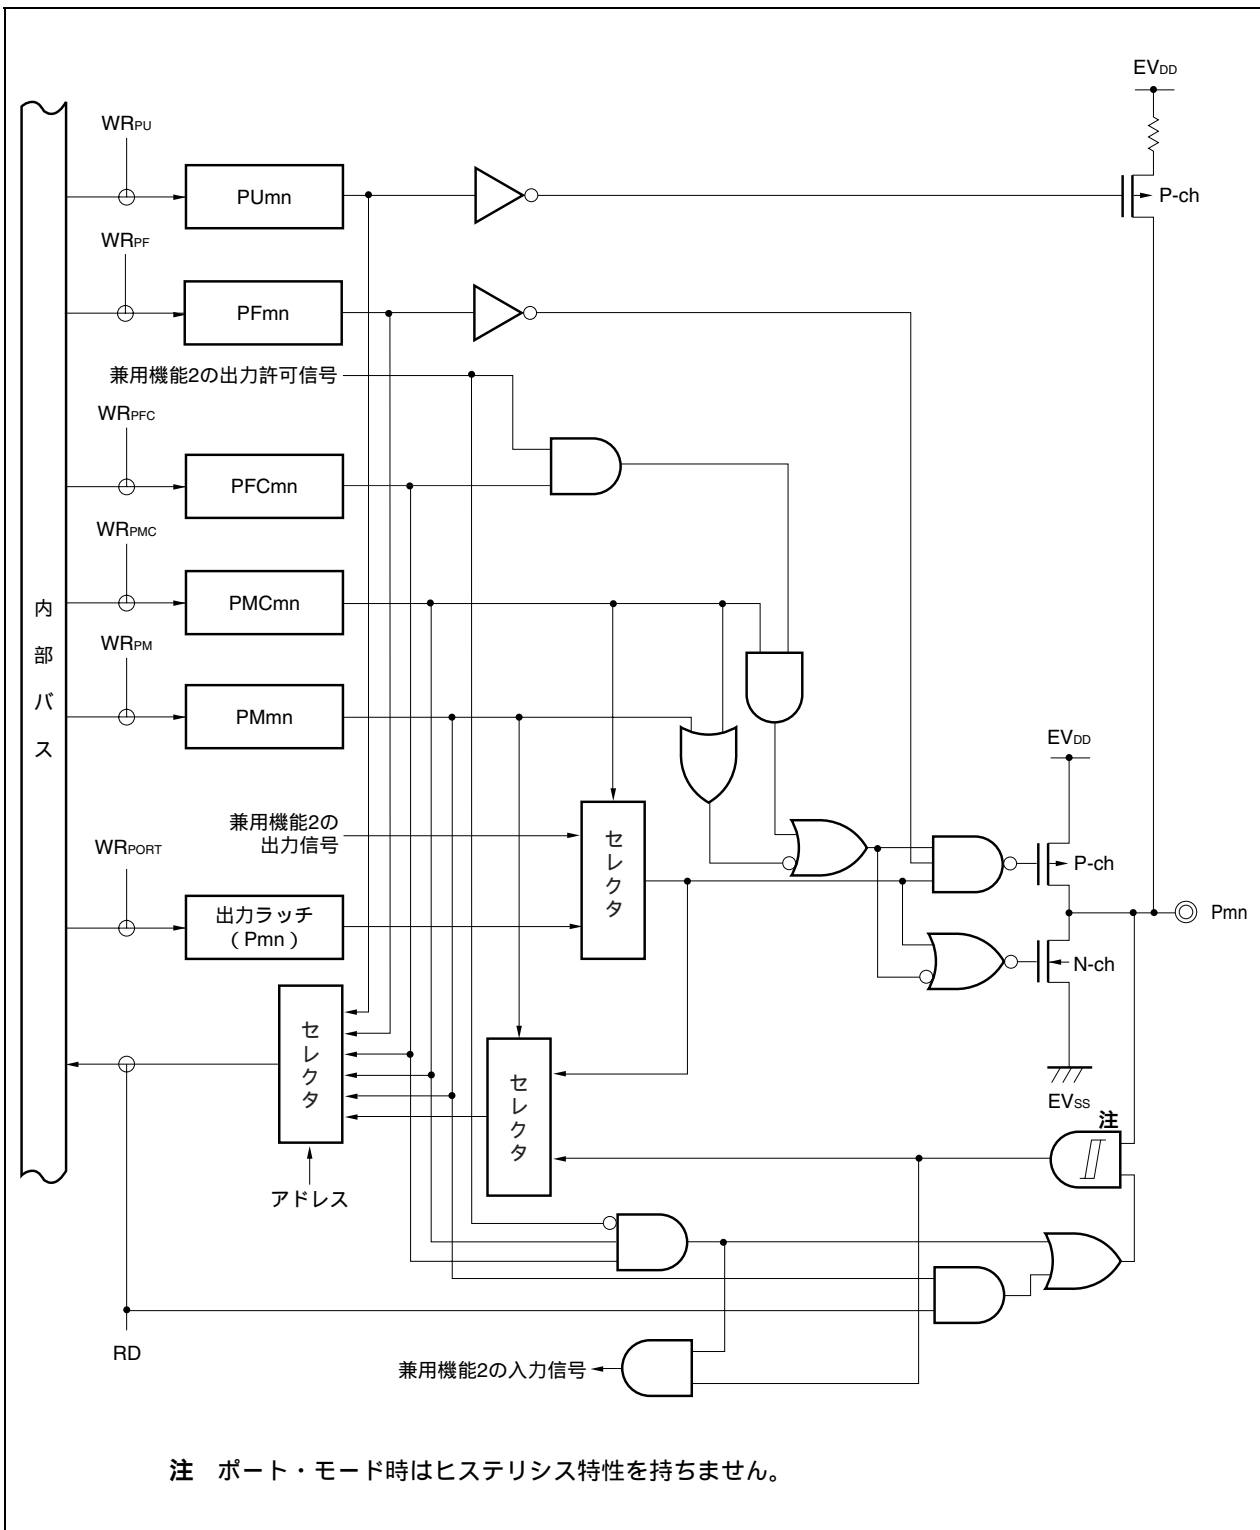 EVDD
WRPU
PUmn
P-ch
WRPF
PFmn
兼用機能2の出力許可信号
WRPFC
PFCmn
WRPMC
PMCmn
内部バス
WRPM
PMmn
EVDD
兼用機能2の
出力信号
セレクタ
WRPORT
P-ch
出力ラッチ
（Pmn）
Pmn
N-ch
セレクタ
セレクタ
EVSS
注
アドレス
RD
兼用機能2の入力信号
注 ポート・モード時はヒステリシス特性を持ちません。